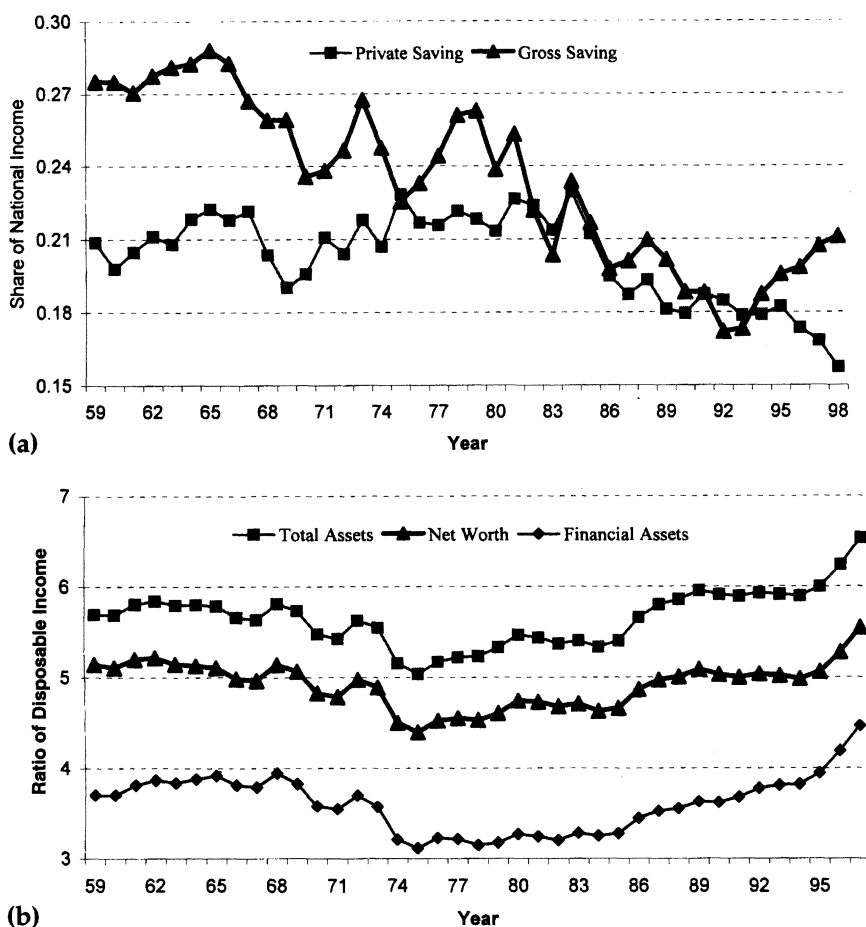 0.30
Private Saving Gross Saving
0.27
0.24
0.21
0.18
0.15
Share of National Income
59 62 65 68 71 74 77 80 83 86 89 92 95 98
(a)
Year
7
Total Assets Net Worth Financial Assets
6
5
4
3
Ratio of Disposable Income
59 62 65 68 71 74 77 80 83 86 89 92 95
(b)
Year